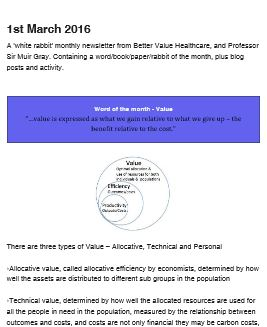 1st March 2016
A 'white rabbit' monthly newsletter from Better Value Healthcare, and Professor
Sir Muir Gray. Containing a word/book/paper/rabbit of the month, plus blog
posts and activity.
Word of the month - Value
"...value is expressed as what we gain relative to what we give up – the
benefit relative to the cost."
Value
Optimal allocation &
use of resources for both
individuals & populations
Efficiency
Outcomes/costs
Productivity
Outputs/Costs
There are three types of Value – Allocative, Technical and Personal
-Allocative value, called allocative efficiency by economists, determined by how
well the assets are distributed to different sub groups in the population
-Technical value, determined by how well the allocated resources are used for
all the people in need in the population, measured by the relationship between
outcomes and costs, and costs are not only financial they may be carbon costs,